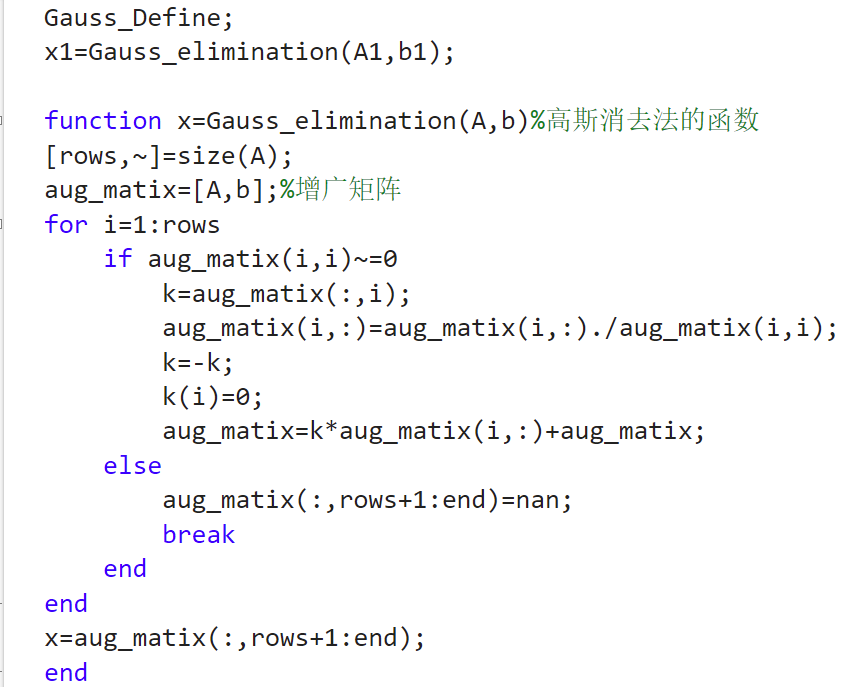 Gauss_Define;
x1=Gauss_elimination(A1,b1);
function x=Gauss_elimination(A,b)%高斯消去法的函数
[rows,~]=size(A);
aug_matix=[A,b];%增广矩阵
for i=1:rows
if aug_matix(i,i)~=0
k=aug_matix(:,i);
aug_matix(i,:)=aug_matix(i,:)./aug_matix(i,i);
k=-k;
k(i)=0;
aug_matix=k*aug_matix(i,:)+aug_matix;
else
aug_matix(:,rows+1:end)=nan;
break
end
end
x=aug_matix(:,rows+1:end);
end